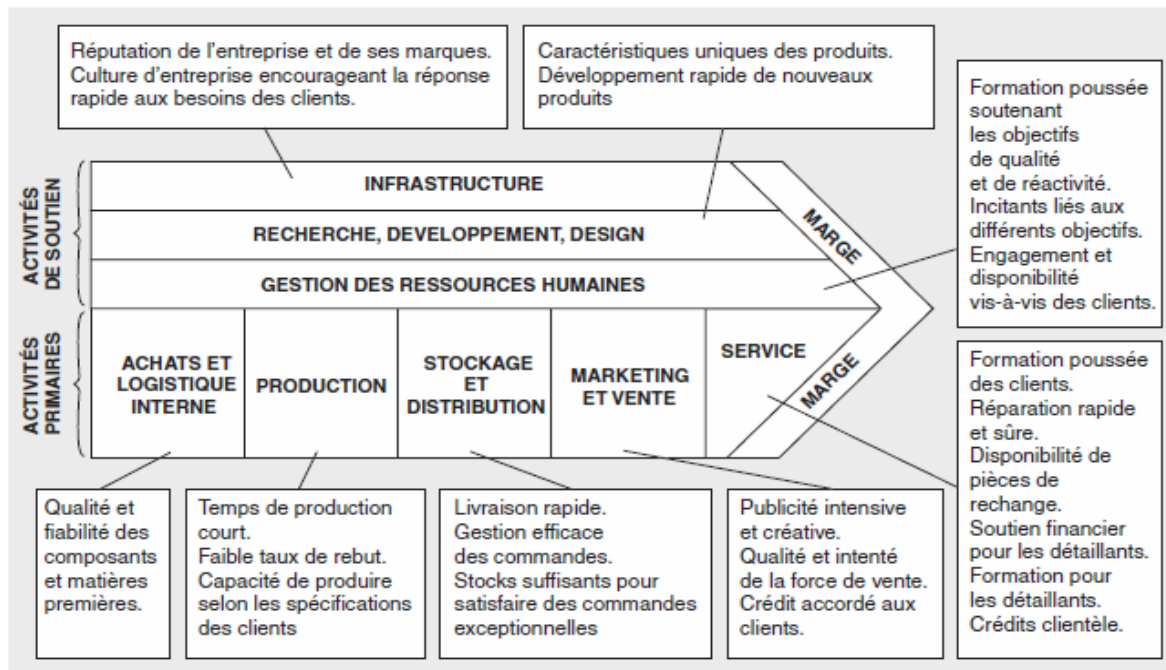 Réputation de l'entreprise et de ses marques.
Culture d'entreprise encourageant la réponse
rapide aux besoins des clients.
Caractéristiques uniques des produits.
Développement rapide de nouveaux
produits
Formation poussée
soutenant
les objectifs
de qualité
et de réactivité.
Incitants liés aux
différents objectifs.
Engagement et
disponibilité
vis-à-vis des clients.
ACTIVITÉS
DE SOUTIEN
INFRASTRUCTURE
RECHERCHE, DEVELOPPEMENT, DESIGN
GESTION DES RESSOURCES HUMAINES
MARGE
ACTIVITÉS
PRIMAIRES
ACHATS ET
LOGISTIQUE
INTERNE
PRODUCTION
STOCKAGE
ET
DISTRIBUTION
MARKETING
ET VENTE
SERVICE
MARGE
Formation poussée
des clients.
Réparation rapide
et sûre.
Disponibilité de
pièces de
rechange.
Soutien financier
pour les détaillants.
Formation pour
les détaillants.
Crédits clientèle.
Qualité et
fiabilité des
composants
et matières
premières.
Temps de production
court.
Faible taux de rebut.
Capacité de produire
selon les spécifications
des clients
Livraison rapide.
Gestion efficace
des commandes.
Stocks suffisants pour
satisfaire des commandes
exceptionnelles
Publicité intensive
et créative.
Qualité et intenté
de la force de vente.
Crédit accordé aux
clients.